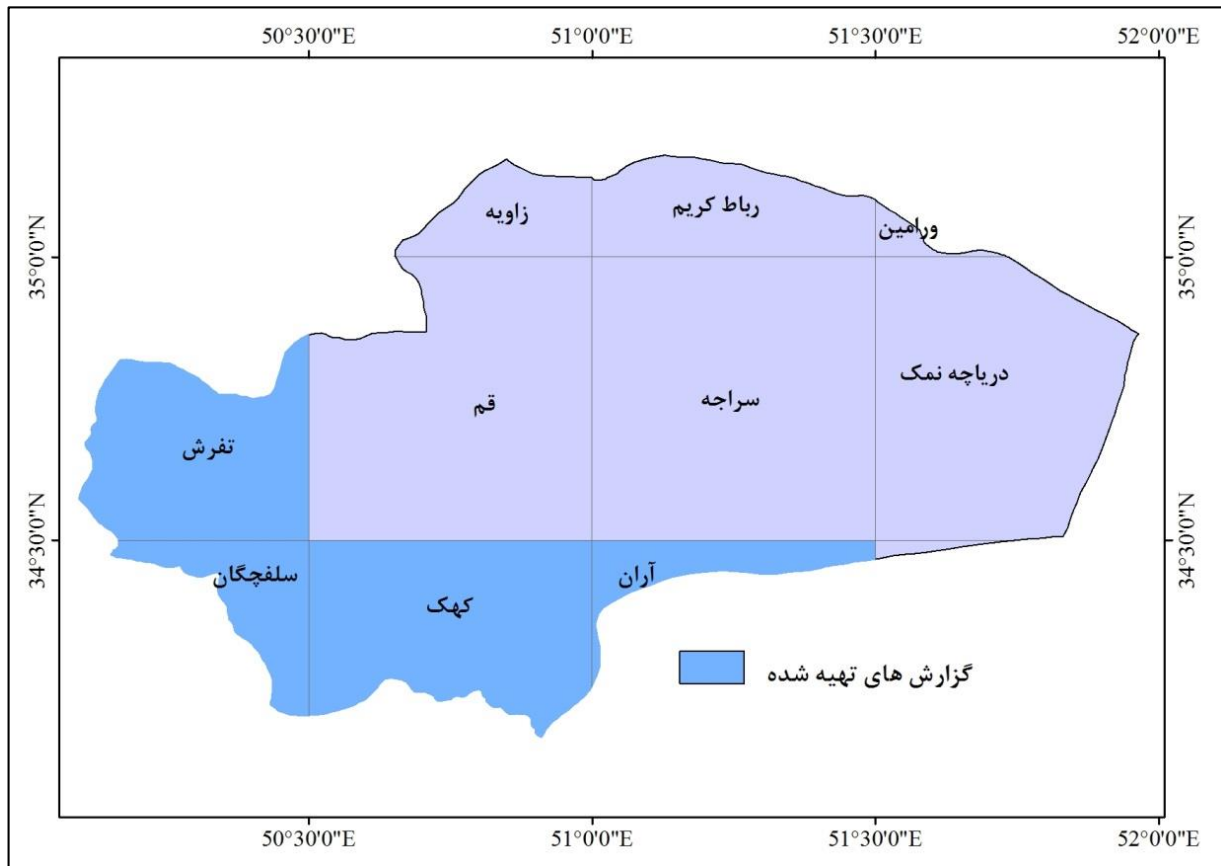 50°30'0"E 51°0'0"E 51°30'0"E 52°0'0"E
زاویه
رباط کریم
ورامین
35°0'0"N 35°0'0"N
دریاچه نمک
سراجه
قم
تفرش
34°30'0"N 34°30'0"N
آران
سلفچگان
کهک
گزارش های تهیه شده
50°30'0"E 51°0'0"E 51°30'0"E 52°0'0"E